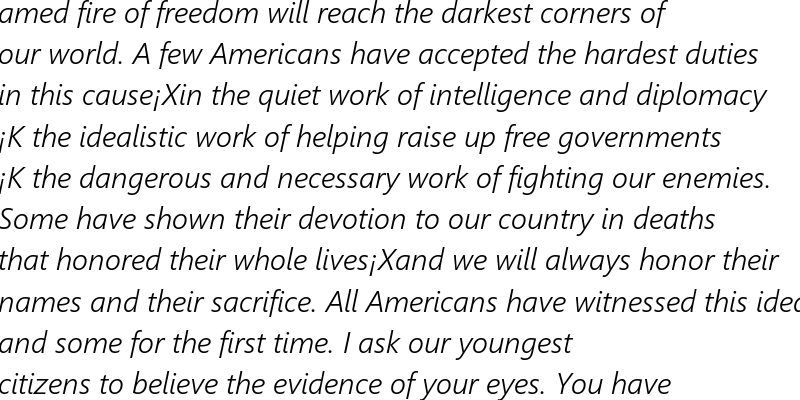 amed fire of freedom will reach the darkest corners of
our world. A few Americans have accepted the hardest duties
in this cause¡Xin the quiet work of intelligence and diplomacy
¡K the idealistic work of helping raise up free governments
¡K the dangerous and necessary work of fighting our enemies.
Some have shown their devotion to our country in deaths
that honored their whole lives¡Xand we will always honor their
names and their sacrifice. All Americans have witnessed this
and some for the first time. I ask our youngest
citizens to believe the evidence of your eyes. You have